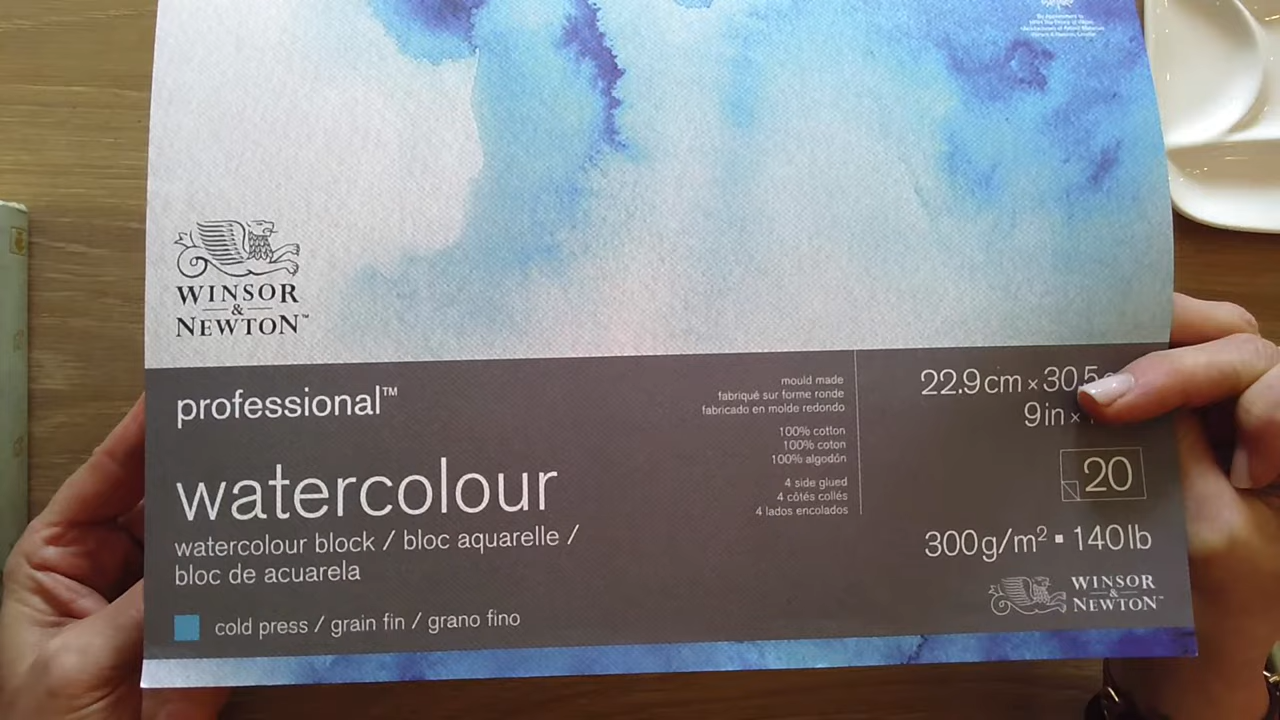 WINSOR
&
NEWTON™
professional™
watercolour
watercolour block / bloc aquarelle /
bloc de acuarela
cold press / grain fin / grano fino
mould made
fabriqué sur forme ronde
fabricado en molde redondo
100% cotton
100% coton
100% algodón
4 side glued
4 côtés collés
4 lados encolados
22.9cm × 30.5
9in ×
20
300g/m² ▪ 140lb
WINSOR
&
NEWTON™